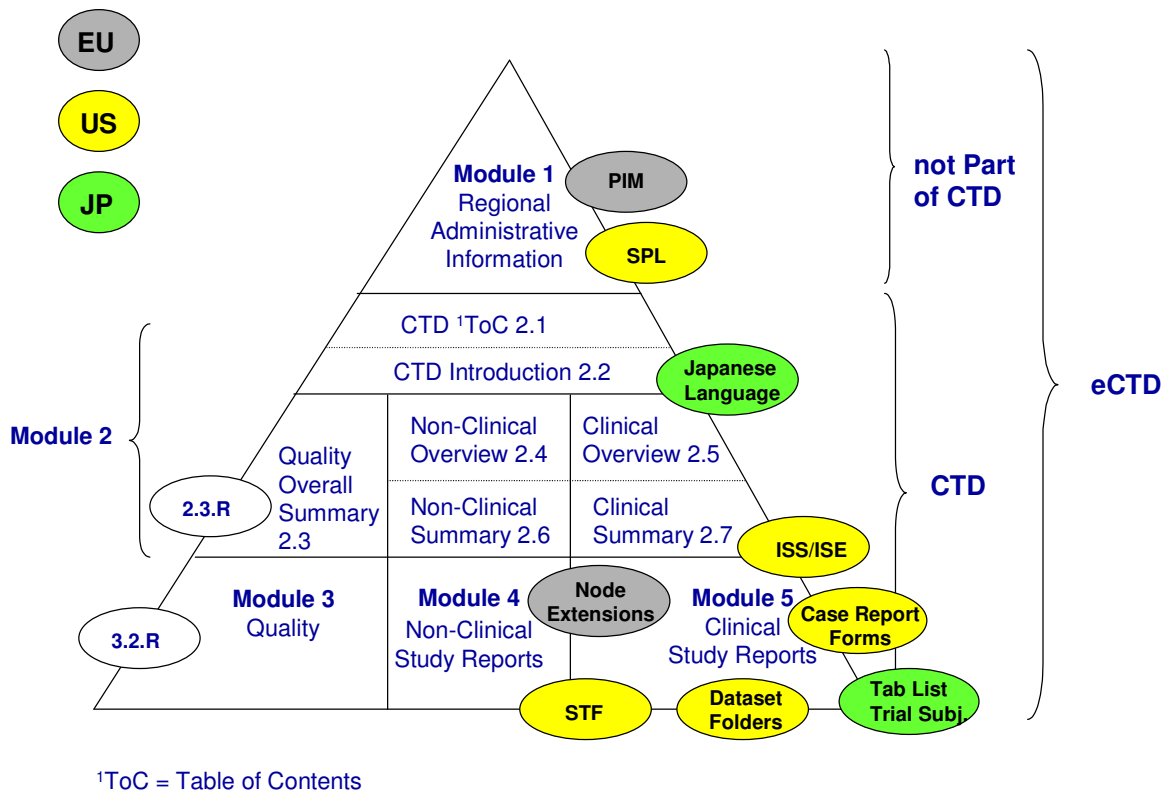 EU
US
JP
Module 1
Regional
Administrative
Information
PIM
SPL
not Part
of CTD
CTD ¹ToC 2.1
CTD Introduction 2.2
Japanese
Language
eCTD
Module 2
Non-Clinical
Overview 2.4
Clinical
Overview 2.5
Quality
Overall
Summary
2.3
2.3.R
Non-Clinical
Summary 2.6
Clinical
Summary 2.7
CTD
ISS/ISE
Module 3
Quality
3.2.R
Module 4
Non-Clinical
Study Reports
Node
Extensions
Module 5
Clinical
Study Reports
Case Report
Forms
STF
Dataset
Folders
Tab List
Trial Subj.
¹ToC = Table of Contents